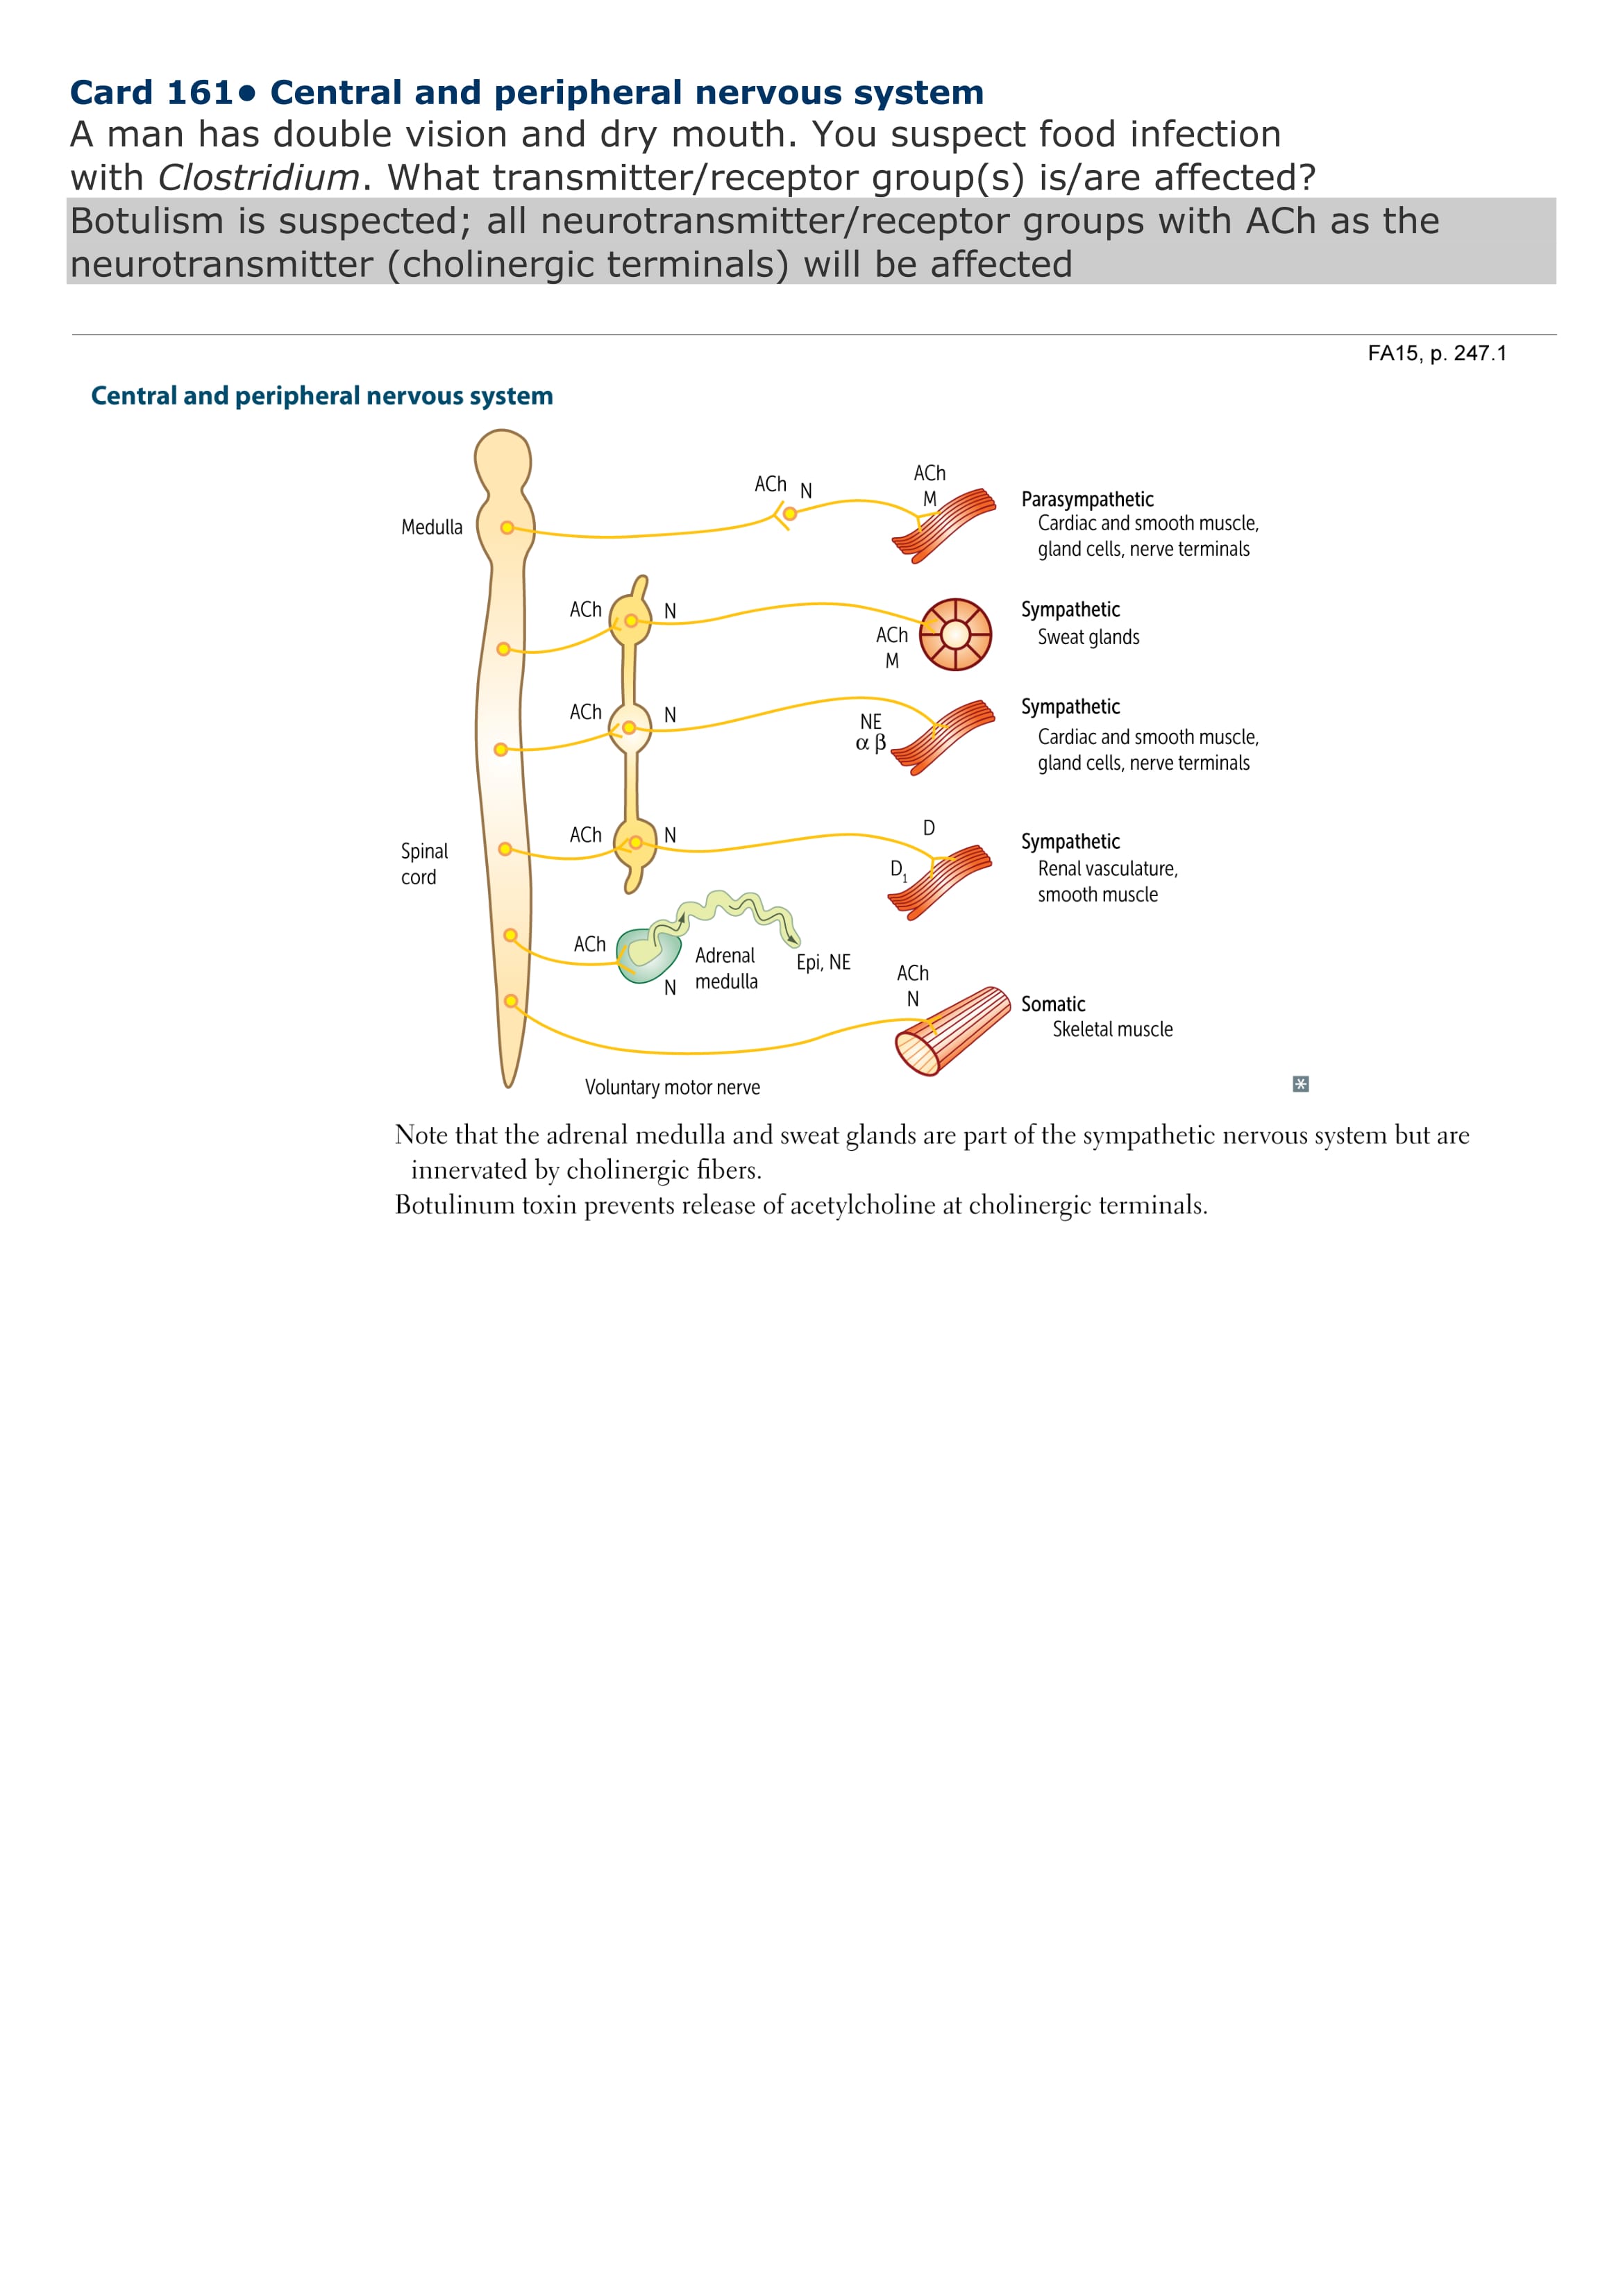 Card 161● Central and peripheral nervous system
A man has double vision and dry mouth. You suspect food infection
with Clostridium. What transmitter/receptor group(s) is/are affected?
Botulism is suspected; all neurotransmitter/receptor groups with ACh as the
neurotransmitter (cholinergic terminals) will be affected
FA15, p. 247.1
Central and peripheral nervous system
Medulla
ACh N
ACh
M
Parasympathetic
Cardiac and smooth muscle,
gland cells, nerve terminals
ACh N
ACh
M
Sympathetic
Sweat glands
ACh N
NE
α β
Sympathetic
Cardiac and smooth muscle,
gland cells, nerve terminals
Spinal
cord
ACh N
D
D₁
Sympathetic
Renal vasculature,
smooth muscle
ACh
N
Adrenal
medulla
Epi, NE
ACh
N
Somatic
Skeletal muscle
Voluntary motor nerve
*
Note that the adrenal medulla and sweat glands are part of the sympathetic nervous system but are
innervated by cholinergic fibers.
Botulinum toxin prevents release of acetylcholine at cholinergic terminals.